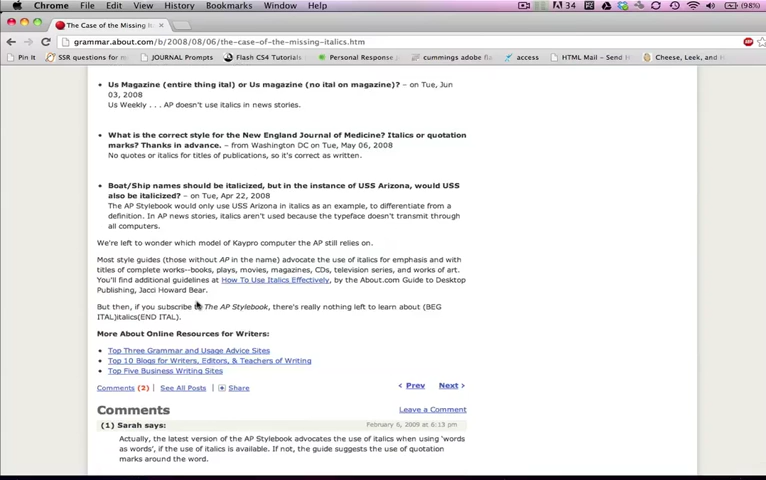 Chrome File Edit View History Bookmarks Window Help
34
(98%)
The Case of the Missing It
grammar.about.com/b/2008/08/06/the-case-of-the-missing-italics.htm
Pin It
SSR questions for
JOURNAL Prompts
Flash CS4 Tutorials
Personal Response
cummings adobe fl
access
HTML Mail – Send
Cheese, Leek, and
• Us Magazine (entire thing ital) or Us magazine (no ital on magazine)? – on Tue, Jun
03, 2008
Us Weekly . . . AP doesn't use italics in news stories.
• What is the correct style for the New England Journal of Medicine? Italics or quotation
marks? Thanks in advance. – from Washington DC on Tue, May 06, 2008
No quotes or italics for titles of publications, so it's correct as written.
• Boat/Ship names should be italicized, but in the instance of USS Arizona, would USS
also be italicized? – on Tue, Apr 22, 2008
The AP Stylebook would only use USS Arizona in italics as an example, to differentiate from a
definition. In AP news stories, italics aren't used because the typeface doesn't transmit through
all computers.
We're left to wonder which model of Kaypro computer the AP still relies on.
Most style guides (those without AP in the name) advocate the use of italics for emphasis and with
titles of complete works--books, plays, movies, magazines, CDs, television series, and works of art.
You'll find additional guidelines at How To Use Italics Effectively, by the About.com Guide to Desktop
Publishing, Jacci Howard Bear.
But then, if you subscribe to The AP Stylebook, there's really nothing left to learn about (BEG
ITAL)italics(END ITAL).
More About Online Resources for Writers:
• Top Three Grammar and Usage Advice Sites
• Top 10 Blogs for Writers, Editors, & Teachers of Writing
• Top Five Business Writing Sites
Comments (2) | See All Posts | Share
‹ Prev Next ›
Comments
Leave a Comment
(1) Sarah says:
February 6, 2009 at 6:13 pm
Actually, the latest version of the AP Stylebook advocates the use of italics when using 'words
as words', if the use of italics is available. If not, the guide suggests the use of quotation
marks around the word.